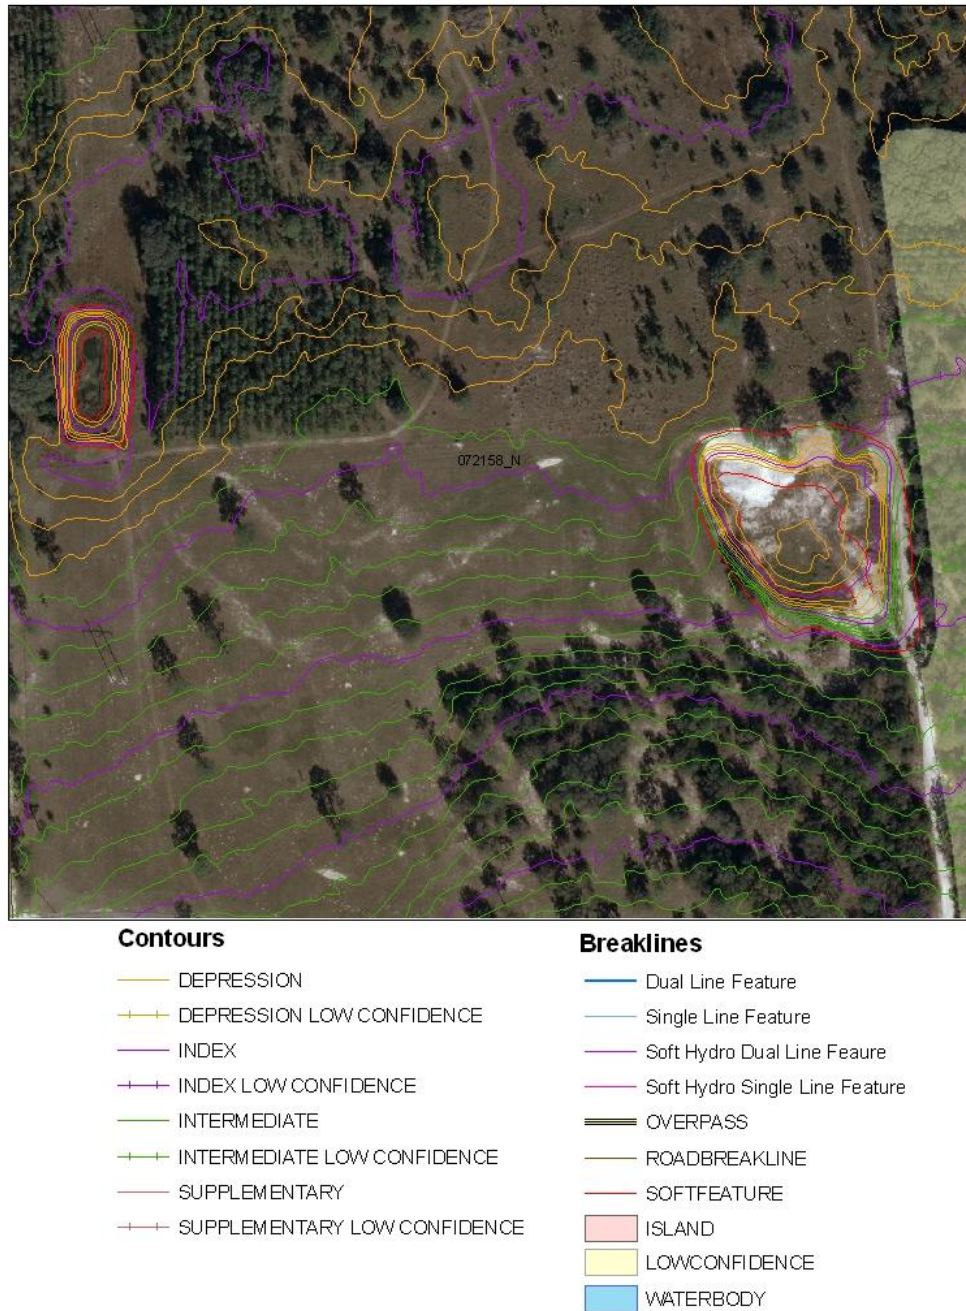 072158_N
Contours
DEPRESSION
DEPRESSION LOW CONFIDENCE
INDEX
INDEX LOW CONFIDENCE
INTERMEDIATE
INTERMEDIATE LOW CONFIDENCE
SUPPLEMENTARY
SUPPLEMENTARY LOW CONFIDENCE
Breaklines
Dual Line Feature
Single Line Feature
Soft Hydro Dual Line Feaure
Soft Hydro Single Line Feature
OVERPASS
ROADBREAKLINE
SOFTFEATURE
ISLAND
LOWCONFIDENCE
WATERBODY